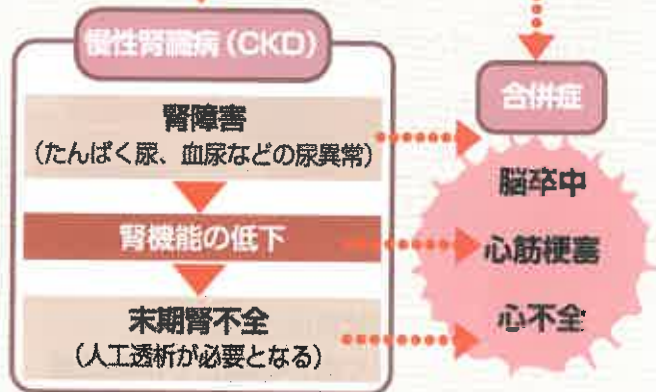 慢性腎臓病(CKD)
腎障害
(たんぱく尿、血尿などの尿異常)
腎機能の低下
末期腎不全
(人工透析が必要となる)
合併症
脳卒中
心筋梗塞
心不全